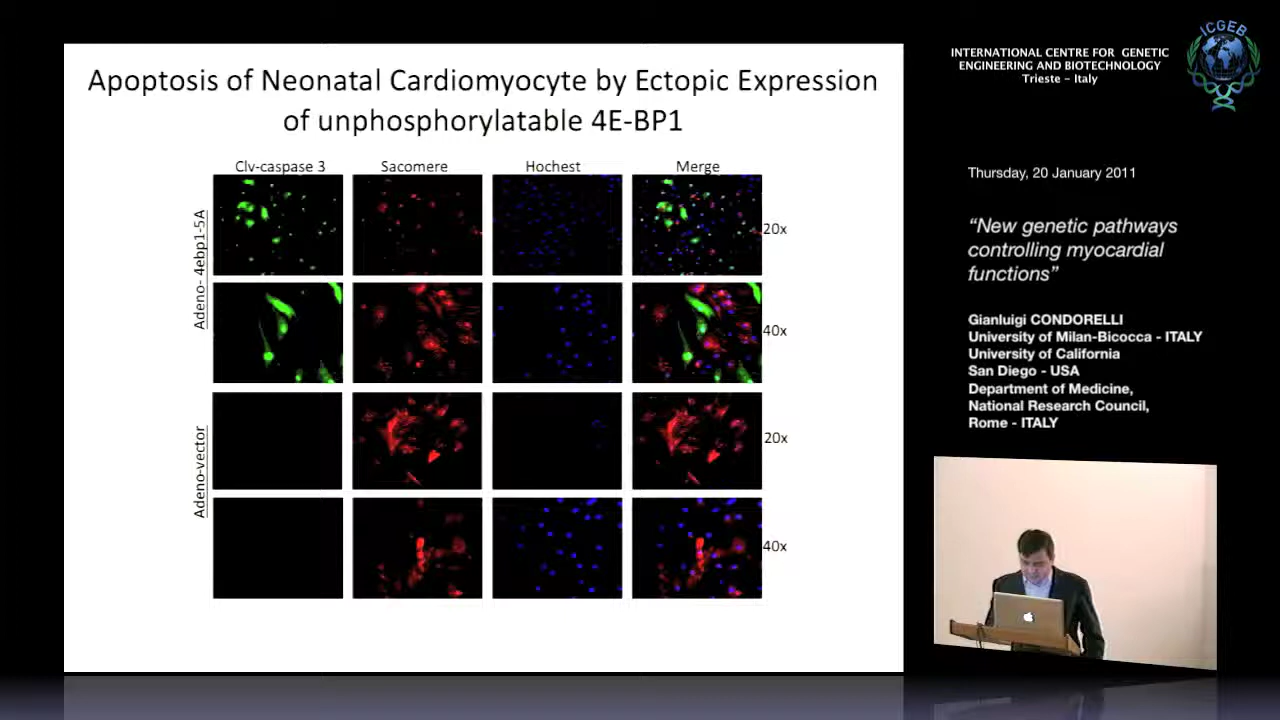 Apoptosis of Neonatal Cardiomyocyte by Ectopic Expression
of unphosphorylatable 4E-BP1
Clv-caspase 3
Sacomere
Hochest
Merge
Adeno- 4ebp1-5A
20x
40x
Adeno-vector
20x
40x
INTERNATIONAL CENTRE FOR GENETIC
ENGINEERING AND BIOTECHNOLOGY
Trieste - Italy
ICGEB
Thursday, 20 January 2011
“New genetic pathways
controlling myocardial
functions”
Gianluigi CONDORELLI
University of Milan-Bicocca - ITALY
University of California
San Diego - USA
Department of Medicine,
National Research Council,
Rome - ITALY